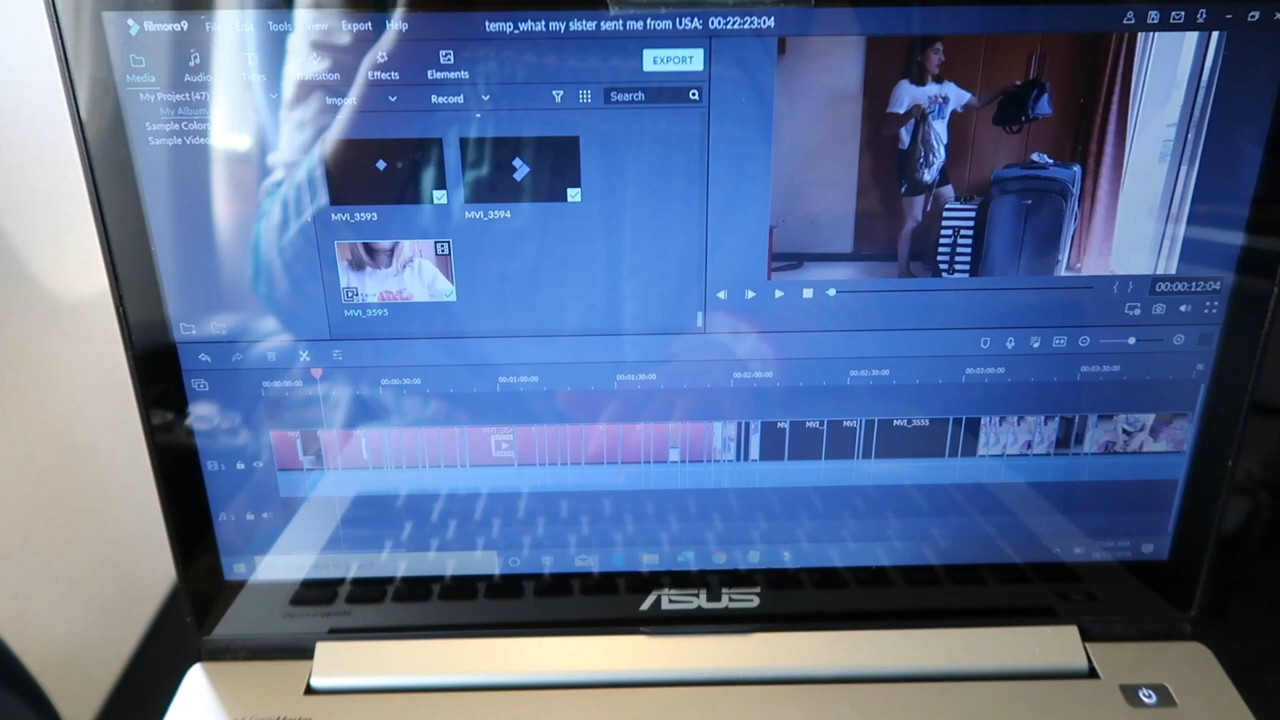 filmora9 File Edit Tools View Export Help temp_what my sister sent me from USA: 00:22:23:04
Media Audio Titles Transition Effects Elements EXPORT
My Project (47) Import Record Search
My Album
Sample Colors
Sample Video
MVI_3593 MVI_3594
MVI_3595
00:00:12:04
00:00:00:00 00:00:30:00 00:01:00:00 00:01:30:00 00:02:00:00 00:02:30:00 00:03:00:00 00:03:30:00
MVI_ MVI MVI_3555
ASUS